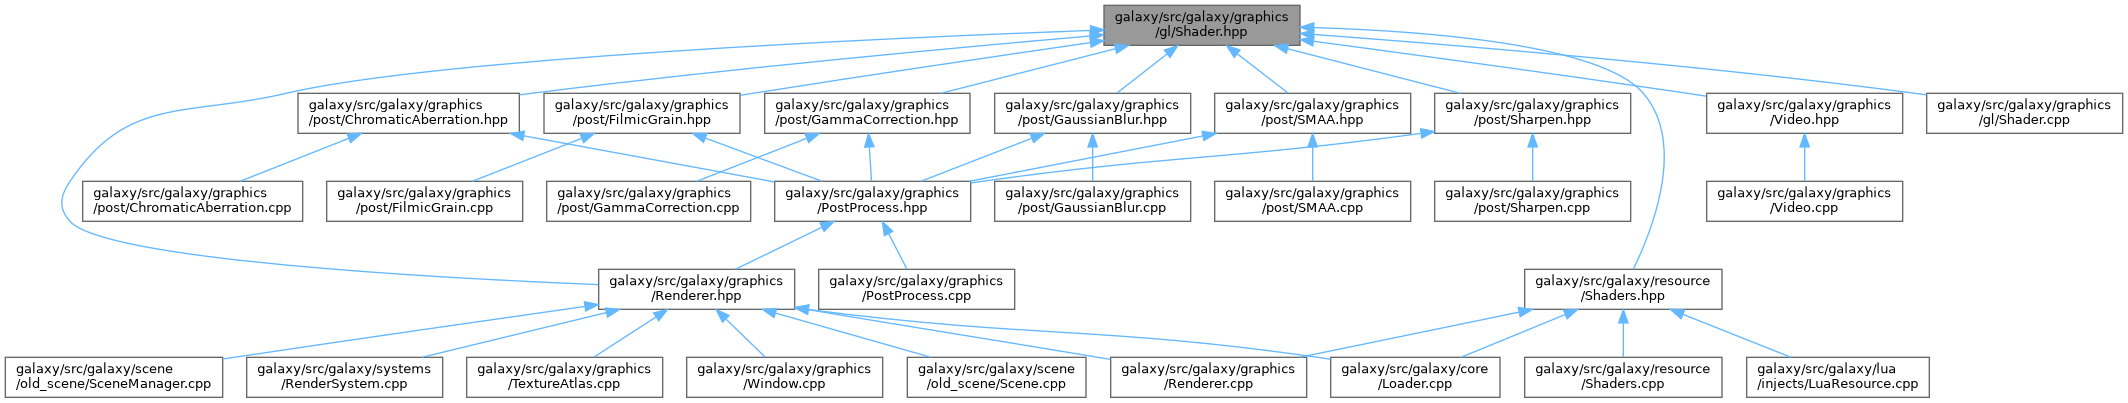 galaxy/src/galaxy/graphics
/gl/Shader.hpp
galaxy/src/galaxy/graphics
/post/ChromaticAberration.hpp
galaxy/src/galaxy/graphics
/post/FilmicGrain.hpp
galaxy/src/galaxy/graphics
/post/GammaCorrection.hpp
galaxy/src/galaxy/graphics
/post/GaussianBlur.hpp
galaxy/src/galaxy/graphics
/post/SMAA.hpp
galaxy/src/galaxy/graphics
/post/Sharpen.hpp
galaxy/src/galaxy/graphics
/Video.hpp
galaxy/src/galaxy/graphics
/gl/Shader.cpp
galaxy/src/galaxy/graphics
/post/ChromaticAberration.cpp
galaxy/src/galaxy/graphics
/post/FilmicGrain.cpp
galaxy/src/galaxy/graphics
/post/GammaCorrection.cpp
galaxy/src/galaxy/graphics
/PostProcess.hpp
galaxy/src/galaxy/graphics
/post/GaussianBlur.cpp
galaxy/src/galaxy/graphics
/post/SMAA.cpp
galaxy/src/galaxy/graphics
/post/Sharpen.cpp
galaxy/src/galaxy/graphics
/Video.cpp
galaxy/src/galaxy/graphics
/Renderer.hpp
galaxy/src/galaxy/graphics
/PostProcess.cpp
galaxy/src/galaxy/resource
/Shaders.hpp
galaxy/src/galaxy/scene
/old_scene/SceneManager.cpp
galaxy/src/galaxy/systems
/RenderSystem.cpp
galaxy/src/galaxy/graphics
/TextureAtlas.cpp
galaxy/src/galaxy/graphics
/Window.cpp
galaxy/src/galaxy/scene
/old_scene/Scene.cpp
galaxy/src/galaxy/graphics
/Renderer.cpp
galaxy/src/galaxy/core
/Loader.cpp
galaxy/src/galaxy/resource
/Shaders.cpp
galaxy/src/galaxy/lua
/injects/LuaResource.cpp